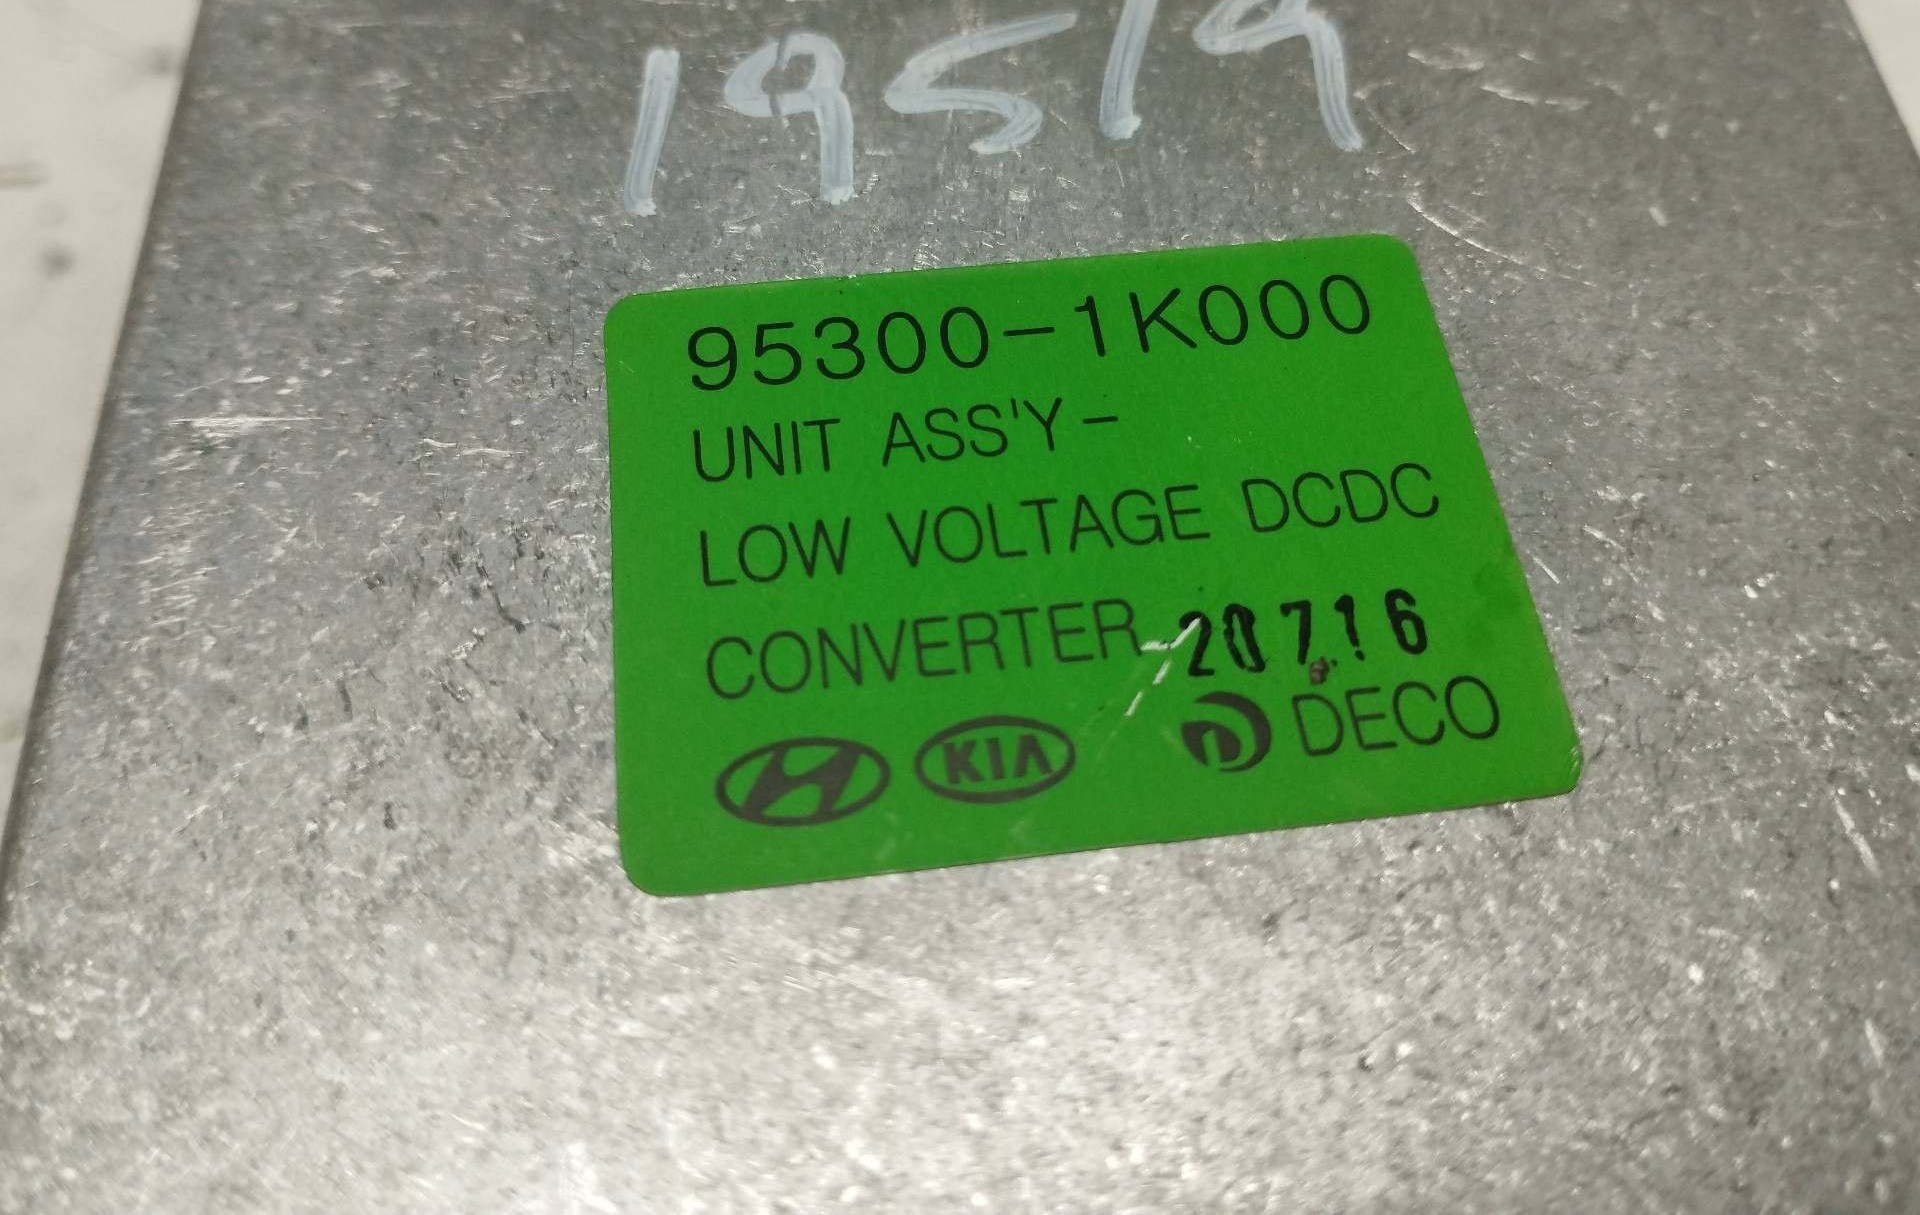 19519
95300-1K000
UNIT ASS'Y-
LOW VOLTAGE DCDC
CONVERTER 20716
KIA DECO